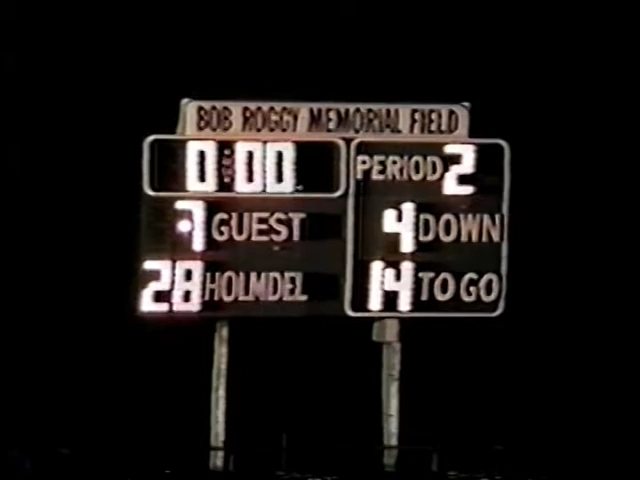 BOB ROGGY MEMORIAL FIELD
0:00 PERIOD 2
7 GUEST 4 DOWN
28 HOLMDEL 14 TO GO